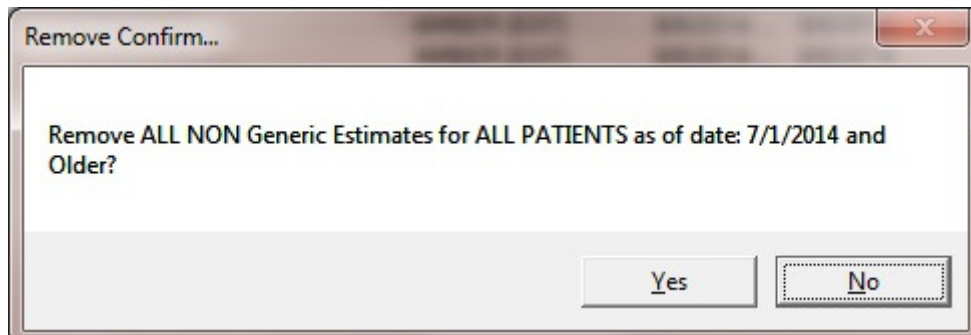 Remove Confirm...
Remove ALL NON Generic Estimates for ALL PATIENTS as of date: 7/1/2014 and
Older?
Yes
No